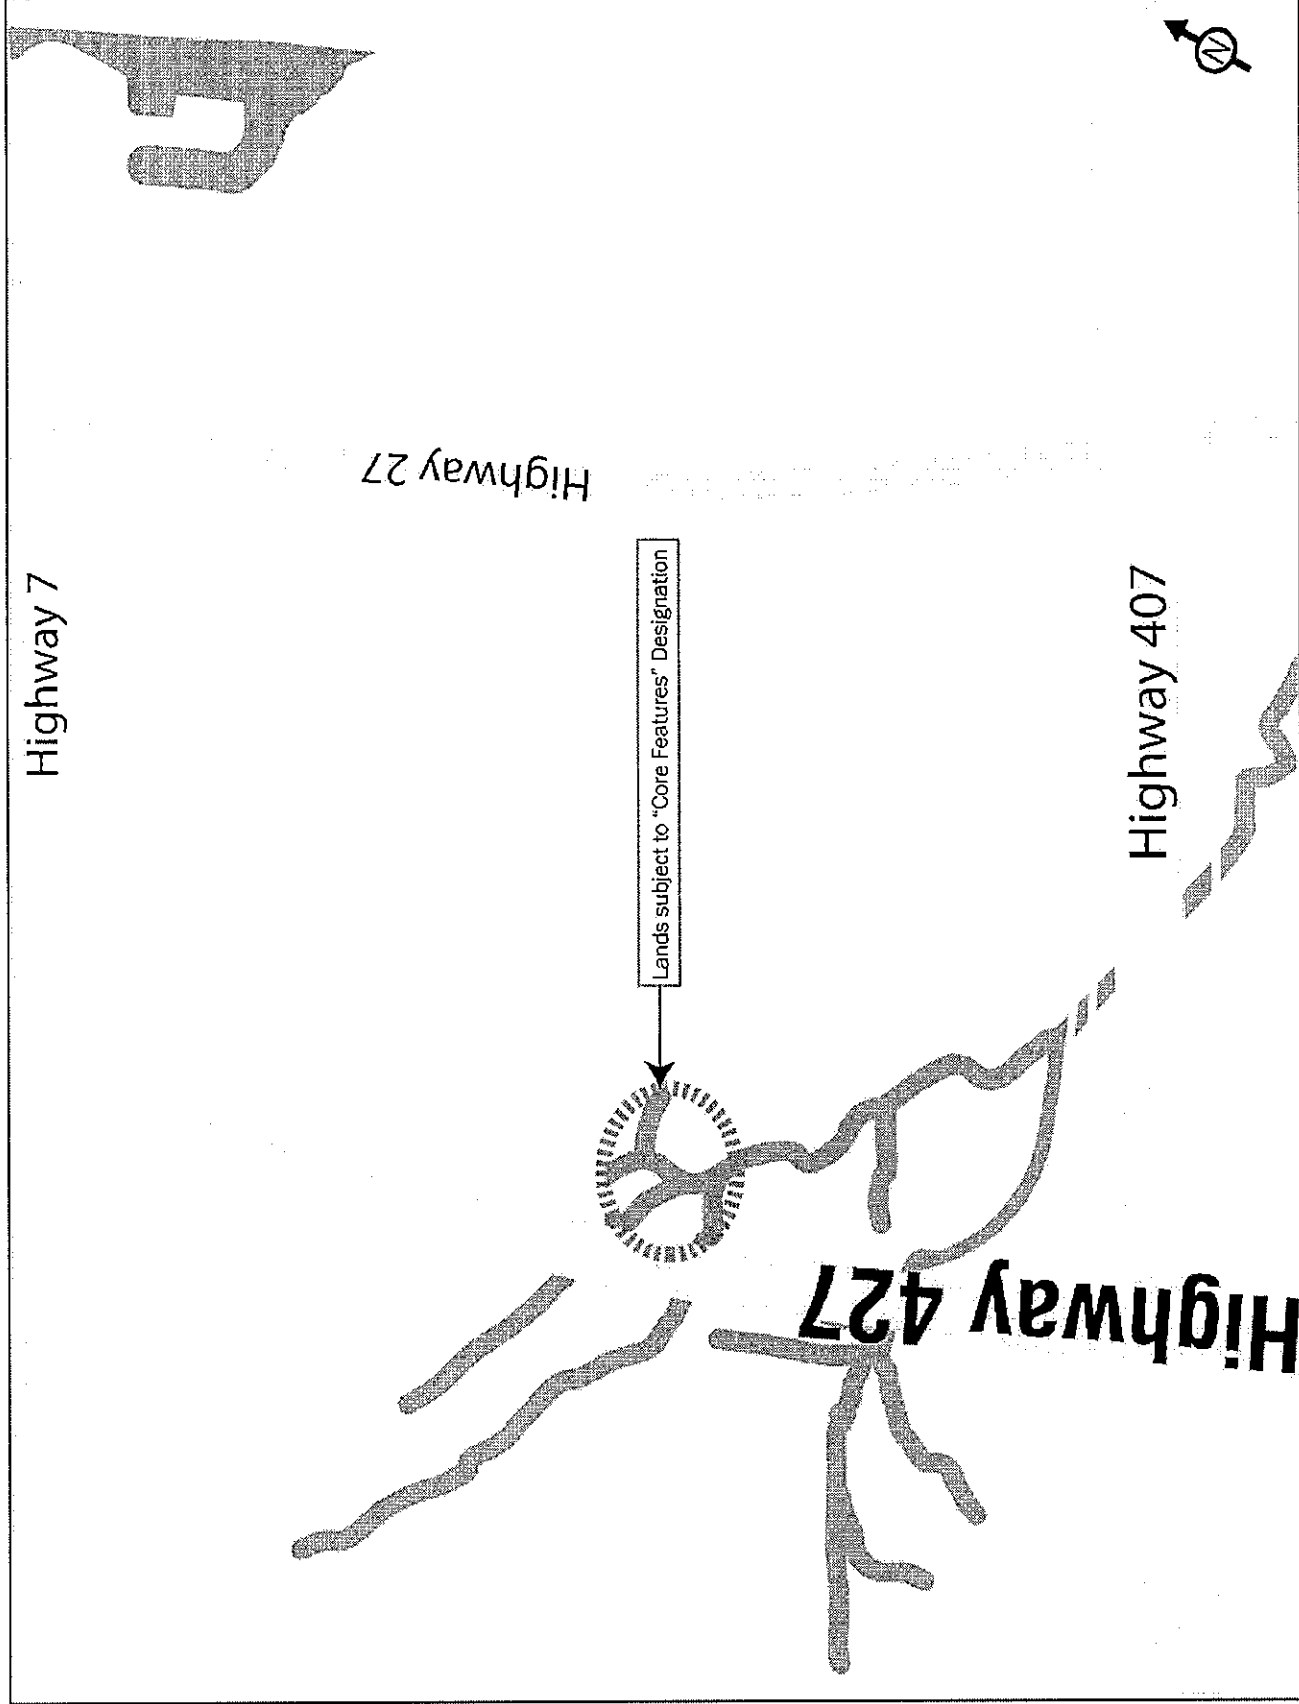 Highway 7
Highway 27
Lands subject to "Core Features" Designation
Highway 407
Highway 427
N